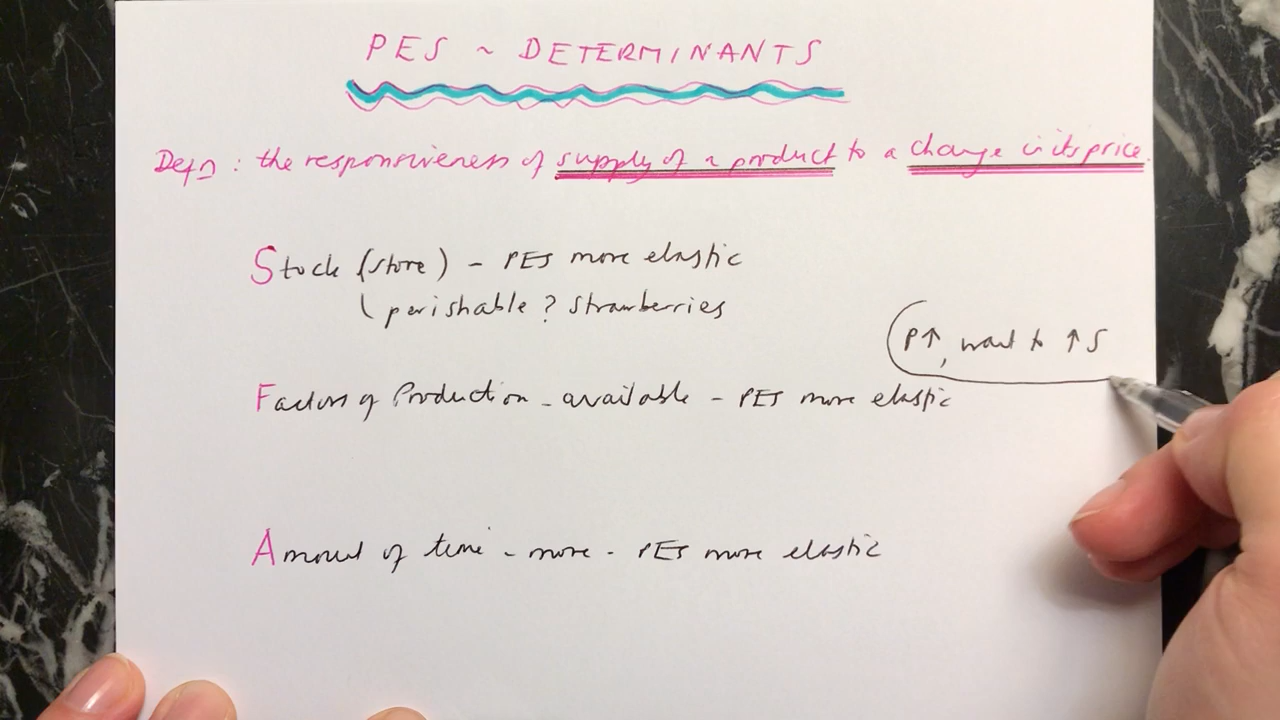 PES ~ DETERMINANTS
Defn: the responsiveness of supply of a product to a change in its price.
Stock (store) - PES more elastic
perishable? Strawberries
P↑, want to ↑S
Factors of Production - available - PES more elastic
Amount of time - more - PES more elastic